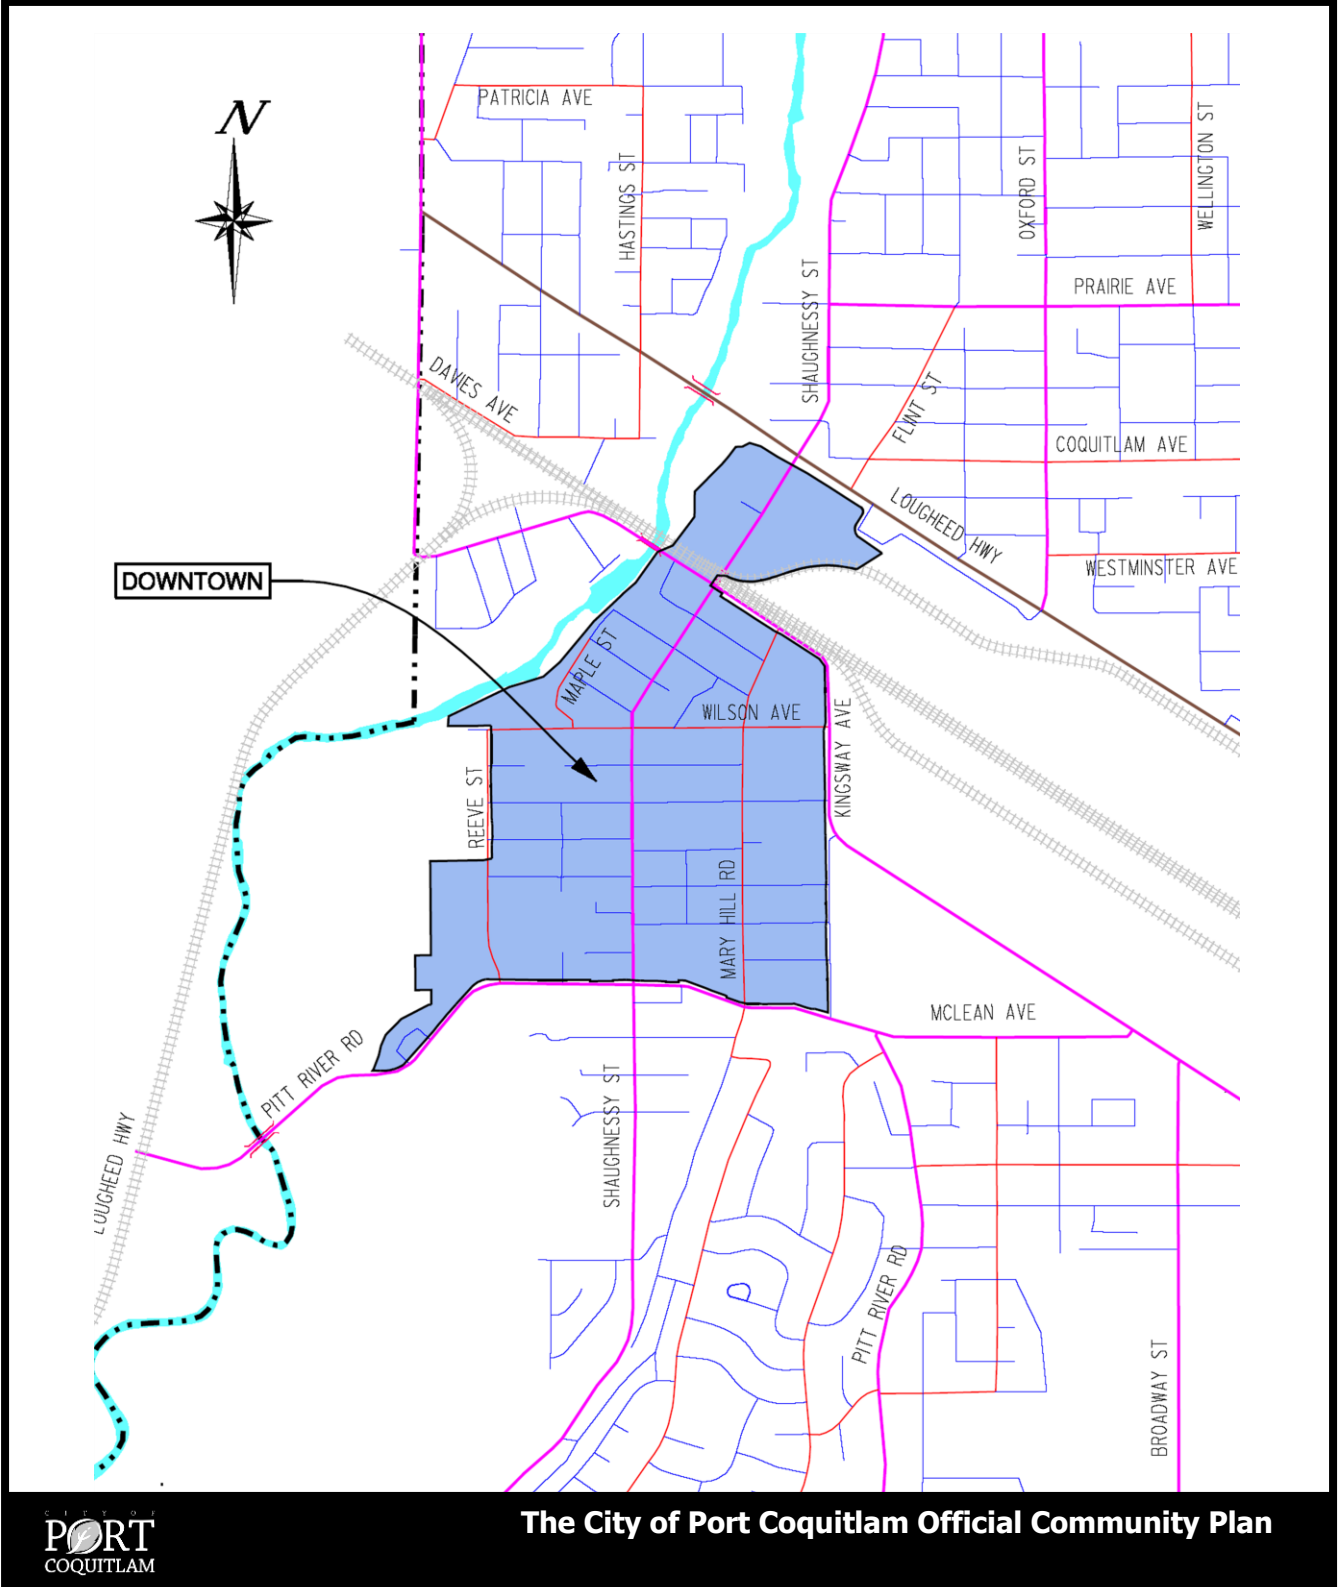 N
PATRICIA AVE
HASTINGS ST
OXFORD ST
WELLINGTON ST
SHAUGHNESSY ST
PRAIRIE AVE
DAVIES AVE
FLINT ST
COQUITLAM AVE
LOUGHEED HWY
WESTMINSTER AVE
DOWNTOWN
MAPLE ST
WILSON AVE
KINGSWAY AVE
REEVE ST
MARY HILL RD
MCLEAN AVE
PITT RIVER RD
SHAUGHNESSY ST
LOUGHEED HWY
PITT RIVER RD
BROADWAY ST
CITY OF
PORT
COQUITLAM
The City of Port Coquitlam Official Community Plan